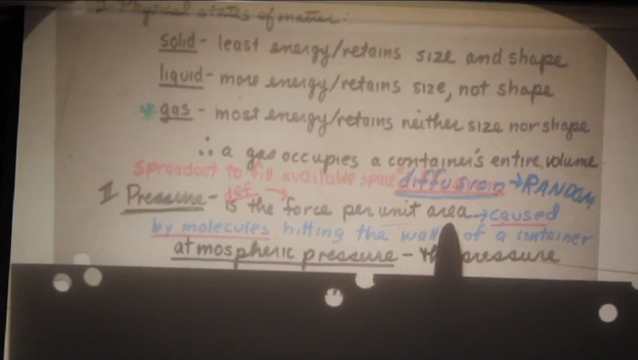 I Physical states of matter:
solid - least energy/retains size and shape
liquid - more energy/retains size, not shape
* gas - most energy/retains neither size nor shape
∴ a gas occupies a container's entire volume
Spreadout to fill available space diffusion → RANDOM
II Pressure - def → is the force per unit area → caused
by molecules hitting the wall of a container
atmospheric pressure - pressure